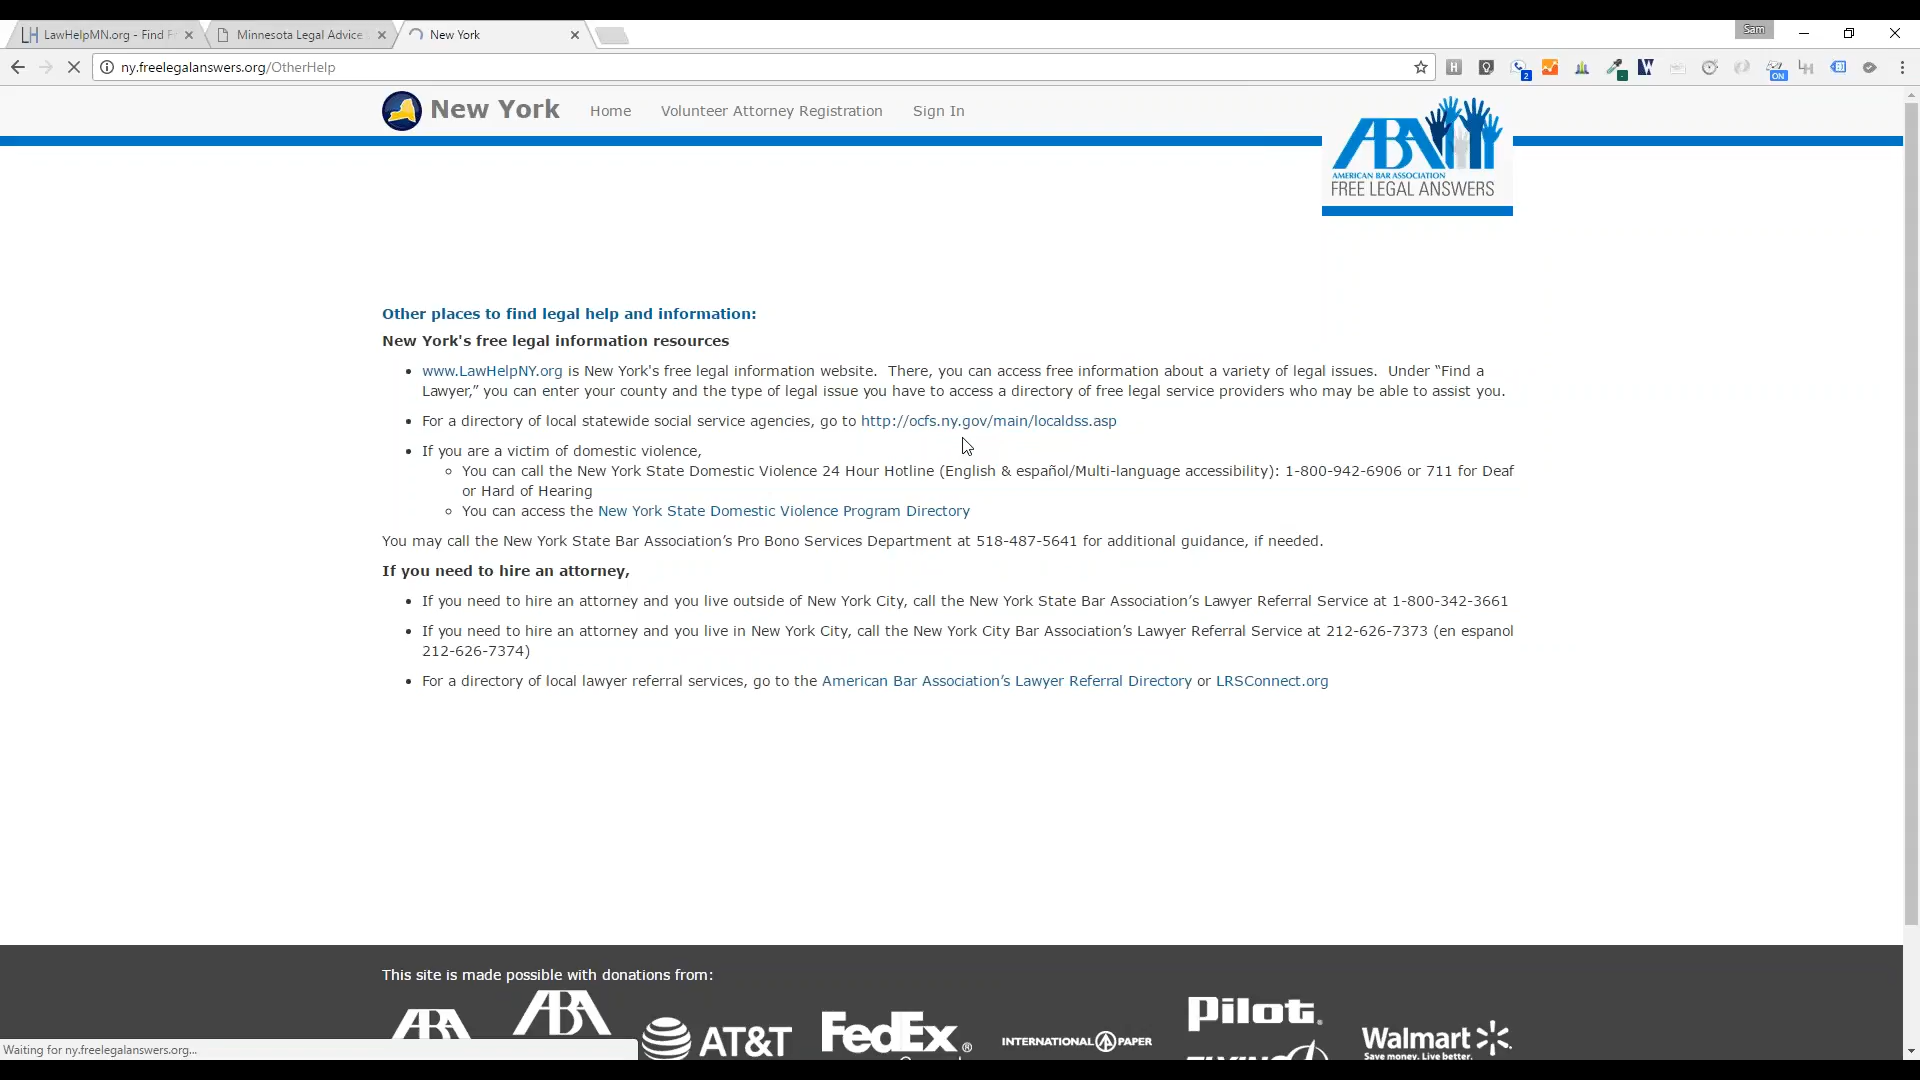 LawHelpMN.org - Find F
Minnesota Legal Advice
New York
Sam
ny.freelegalanswers.org/OtherHelp
H
2
W
ON
LH
New York
Home
Volunteer Attorney Registration
Sign In
ABA
AMERICAN BAR ASSOCIATION
FREE LEGAL ANSWERS
Other places to find legal help and information:
New York's free legal information resources
www.LawHelpNY.org is New York's free legal information website. There, you can access free information about a variety of legal issues. Under “Find a
Lawyer,” you can enter your county and the type of legal issue you have to access a directory of free legal service providers who may be able to assist you.
For a directory of local statewide social service agencies, go to http://ocfs.ny.gov/main/localdss.asp
If you are a victim of domestic violence,
You can call the New York State Domestic Violence 24 Hour Hotline (English & español/Multi-language accessibility): 1-800-942-6906 or 711 for Deaf
or Hard of Hearing
You can access the New York State Domestic Violence Program Directory
You may call the New York State Bar Association’s Pro Bono Services Department at 518-487-5641 for additional guidance, if needed.
If you need to hire an attorney,
If you need to hire an attorney and you live outside of New York City, call the New York State Bar Association’s Lawyer Referral Service at 1-800-342-3661
If you need to hire an attorney and you live in New York City, call the New York City Bar Association’s Lawyer Referral Service at 212-626-7373 (en espanol
212-626-7374)
For a directory of local lawyer referral services, go to the American Bar Association’s Lawyer Referral Directory or LRSConnect.org
This site is made possible with donations from:
ABA
ABA
AT&T
FedEx®
INTERNATIONAL PAPER
Pilot.
Walmart
Save money. Live better.
Waiting for ny.freelegalanswers.org...